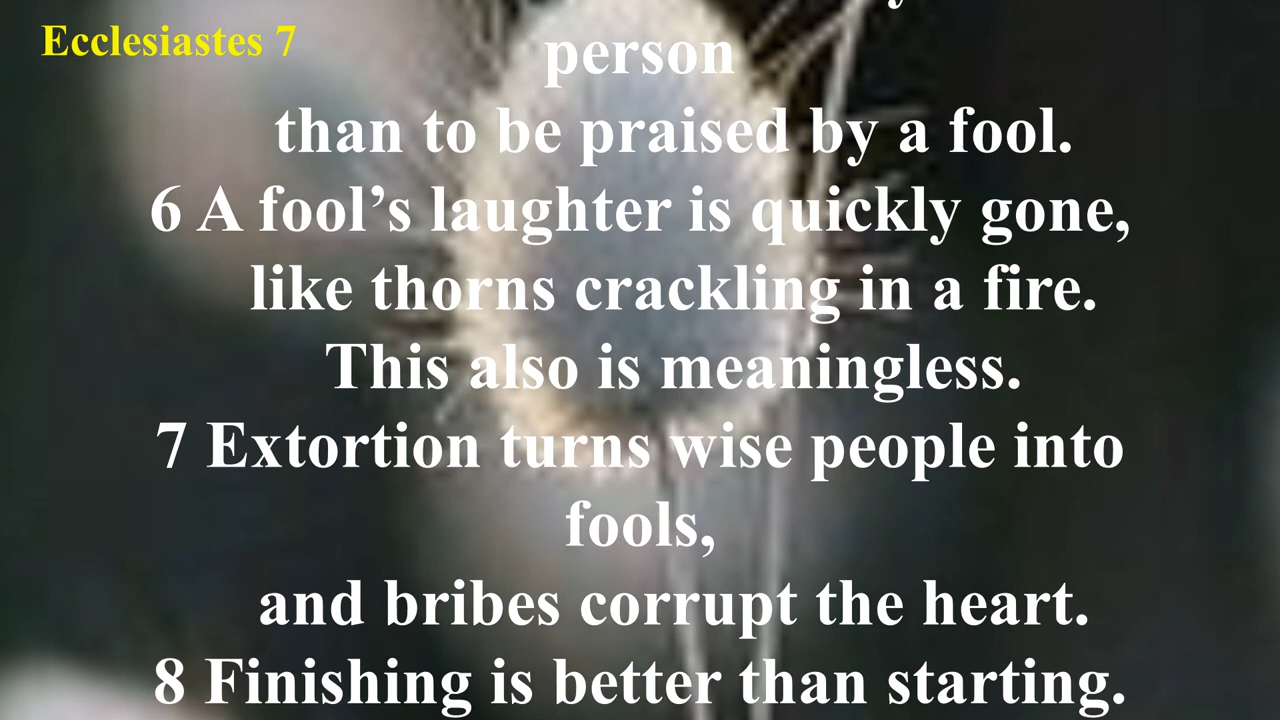 Ecclesiastes 7
person
than to be praised by a fool.
6 A fool’s laughter is quickly gone,
like thorns crackling in a fire.
This also is meaningless.
7 Extortion turns wise people into
fools,
and bribes corrupt the heart.
8 Finishing is better than starting.